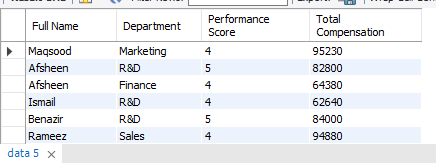 Full Name Department Performance Score Total Compensation
Maqsood Marketing 4 95230
Afsheen R&D 5 82800
Afsheen Finance 4 64380
Ismail R&D 4 62640
Benazir R&D 5 84000
Rameez Sales 4 94880
data 5